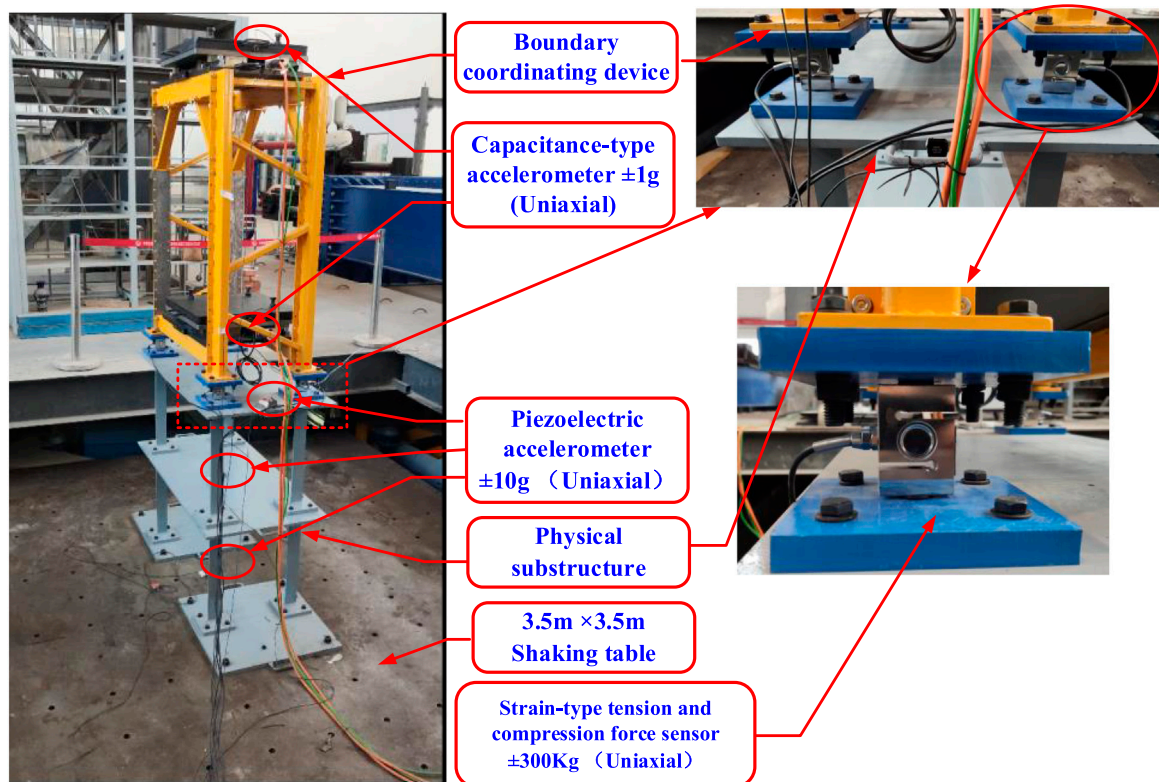 Boundary
coordinating device
Capacitance-type
accelerometer ±1g
(Uniaxial)
Piezoelectric
accelerometer
±10g （Uniaxial）
Physical
substructure
3.5m ×3.5m
Shaking table
Strain-type tension and
compression force sensor
±300Kg （Uniaxial）